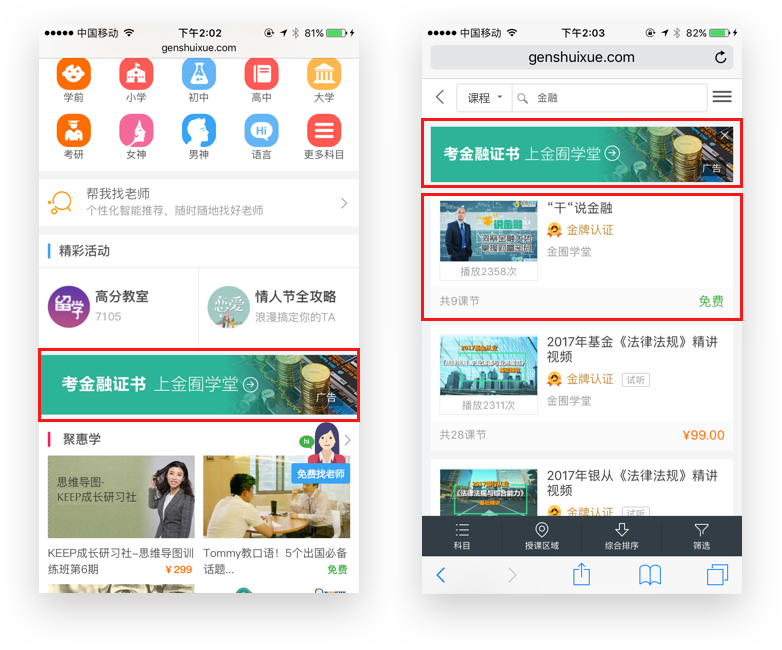 中国移动
下午2:02
81%
genshuixue.com
学前
小学
初中
高中
大学
考研
女神
男神
Hi
语言
更多科目
帮我找老师
个性化智能推荐，随时随地找好老师
精彩活动
留学
高分教室
7105
恋爱
情人节全攻略
浪漫搞定你的TA
考金融证书 上金囿学堂
广告
聚惠学
hi
免费找老师
思维导图·
KEEP成长研习社
KEEP成长研习社-思维导图训
练班第6期
¥299
Tommy教口语！5个出国必备
话题...
免费
中国移动
下午2:03
82%
genshuixue.com
课程
金融
考金融证书 上金囿学堂
广告
"干"说金融
金牌认证
金囿学堂
播放2358次
共9课节
免费
2017年基金《法律法规》精讲
视频
金牌认证
试听
金囿学堂
播放2311次
共28课节
¥99.00
2017年银从《法律法规》精讲
视频
《法律法规与综合能力》
金牌认证
试听
科目
授课区域
综合排序
筛选